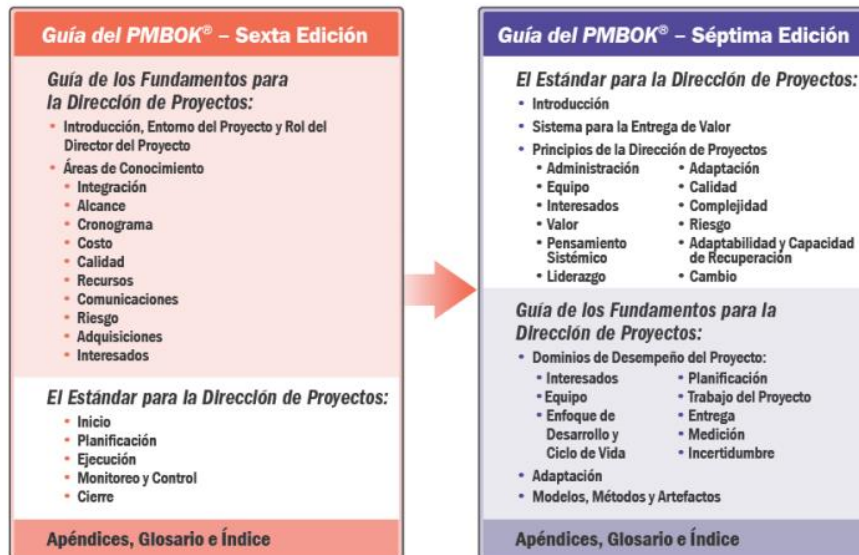 Guía del PMBOK® – Sexta Edición
Guía de los Fundamentos para
la Dirección de Proyectos:
• Introducción, Entorno del Proyecto y Rol del
Director del Proyecto
• Áreas de Conocimiento
• Integración
• Alcance
• Cronograma
• Costo
• Calidad
• Recursos
• Comunicaciones
• Riesgo
• Adquisiciones
• Interesados
El Estándar para la Dirección de Proyectos:
• Inicio
• Planificación
• Ejecución
• Monitoreo y Control
• Cierre
Apéndices, Glosario e Índice
Guía del PMBOK® – Séptima Edición
El Estándar para la Dirección de Proyectos:
• Introducción
• Sistema para la Entrega de Valor
• Principios de la Dirección de Proyectos
• Administración
• Equipo
• Interesados
• Valor
• Pensamiento
Sistémico
• Liderazgo
• Adaptación
• Calidad
• Complejidad
• Riesgo
• Adaptabilidad y Capacidad
de Recuperación
• Cambio
Guía de los Fundamentos para la
Dirección de Proyectos:
• Dominios de Desempeño del Proyecto:
• Interesados
• Equipo
• Enfoque de
Desarrollo y
Ciclo de Vida
• Planificación
• Trabajo del Proyecto
• Entrega
• Medición
• Incertidumbre
• Adaptación
• Modelos, Métodos y Artefactos
Apéndices, Glosario e Índice